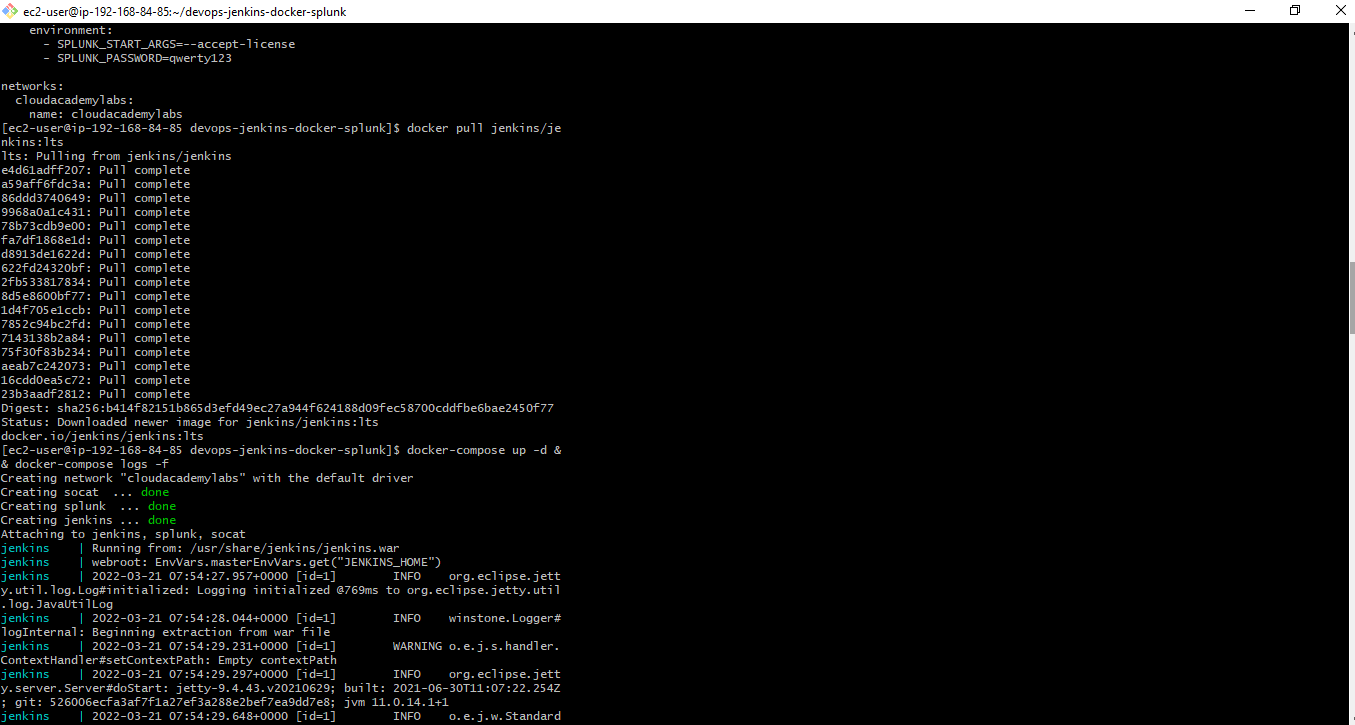 ec2-user@ip-192-168-84-85:~/devops-jenkins-docker-splunk
    environment:
      - SPLUNK_START_ARGS=--accept-license
      - SPLUNK_PASSWORD=qwerty123

networks:
  cloudacademylabs:
    name: cloudacademylabs
[ec2-user@ip-192-168-84-85 devops-jenkins-docker-splunk]$ docker pull jenkins/je
nkins:lts
lts: Pulling from jenkins/jenkins
e4d61adff207: Pull complete
a59aff6fdc3a: Pull complete
86ddd3740649: Pull complete
9968a0a1c431: Pull complete
78b73cdb9e00: Pull complete
fa7df1868e1d: Pull complete
d8913de1622d: Pull complete
622fd24320bf: Pull complete
2fb533817834: Pull complete
8d5e8600bf77: Pull complete
1d4f705e1ccb: Pull complete
7852c94bc2fd: Pull complete
7143138b2a84: Pull complete
75f30f83b234: Pull complete
aeab7c242073: Pull complete
16cdd0ea5c72: Pull complete
23b3aadf2812: Pull complete
Digest: sha256:b414f82151b865d3efd49ec27a944f624188d09fec58700cddfbe6bae2450f77
Status: Downloaded newer image for jenkins/jenkins:lts
docker.io/jenkins/jenkins:lts
[ec2-user@ip-192-168-84-85 devops-jenkins-docker-splunk]$ docker-compose up -d &
& docker-compose logs -f
Creating network "cloudacademylabs" with the default driver
Creating socat  ... done
Creating splunk  ... done
Creating jenkins ... done
Attaching to jenkins, splunk, socat
jenkins    | Running from: /usr/share/jenkins/jenkins.war
jenkins    | webroot: EnvVars.masterEnvVars.get("JENKINS_HOME")
jenkins    | 2022-03-21 07:54:27.957+0000 [id=1]        INFO    org.eclipse.jett
y.util.log.Log#initialized: Logging initialized @769ms to org.eclipse.jetty.util
.log.JavaUtilLog
jenkins    | 2022-03-21 07:54:28.044+0000 [id=1]        INFO    winstone.Logger#
logInternal: Beginning extraction from war file
jenkins    | 2022-03-21 07:54:29.231+0000 [id=1]        WARNING o.e.j.s.handler.
ContextHandler#setContextPath: Empty contextPath
jenkins    | 2022-03-21 07:54:29.297+0000 [id=1]        INFO    org.eclipse.jett
y.server.Server#doStart: jetty-9.4.43.v20210629; built: 2021-06-30T11:07:22.254Z
; git: 526006ecfa3af7f1a27ef3a288e2bef7ea9dd7e8; jvm 11.0.14.1+1
jenkins    | 2022-03-21 07:54:29.648+0000 [id=1]        INFO    o.e.j.w.Standard